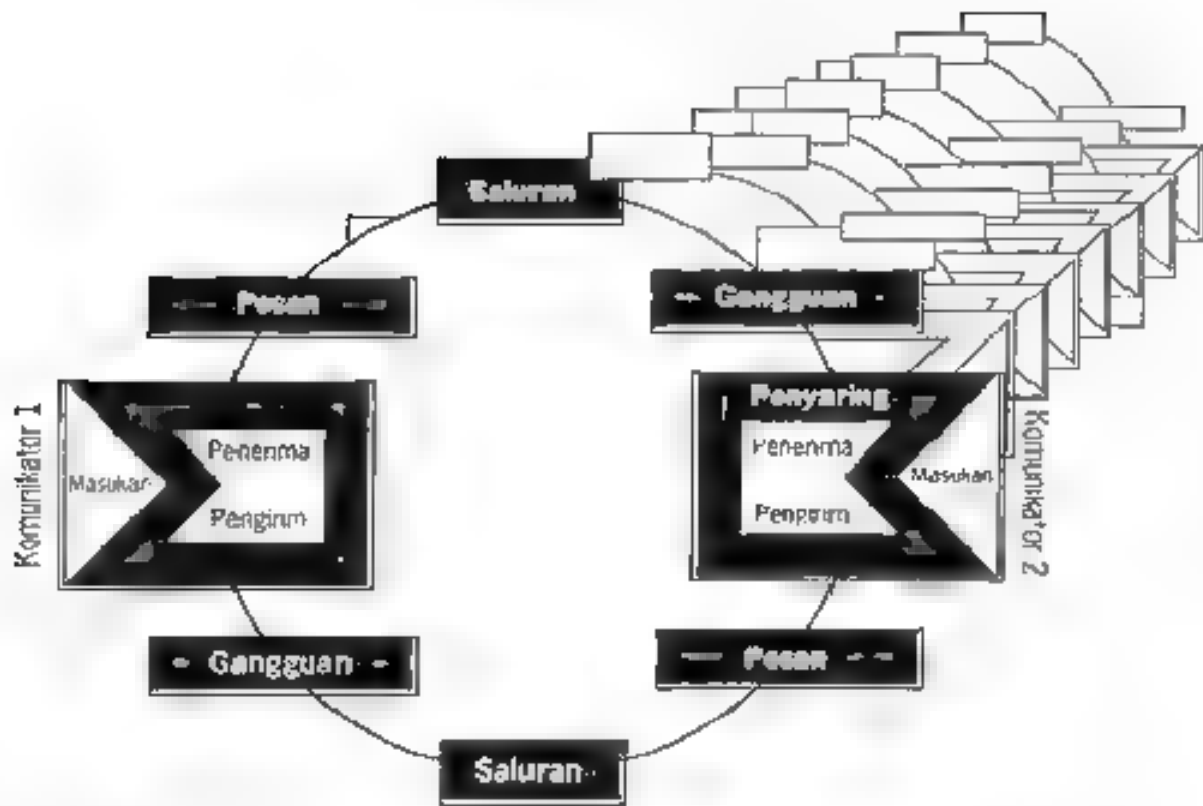 Saluran
Pesan
Gangguan
Komunikator 1
Masukan
Penerima
Pengirim
Penyaring
Penerima
Pengirim
Masukan
Komunikator 2
Gangguan
Pesan
Saluran